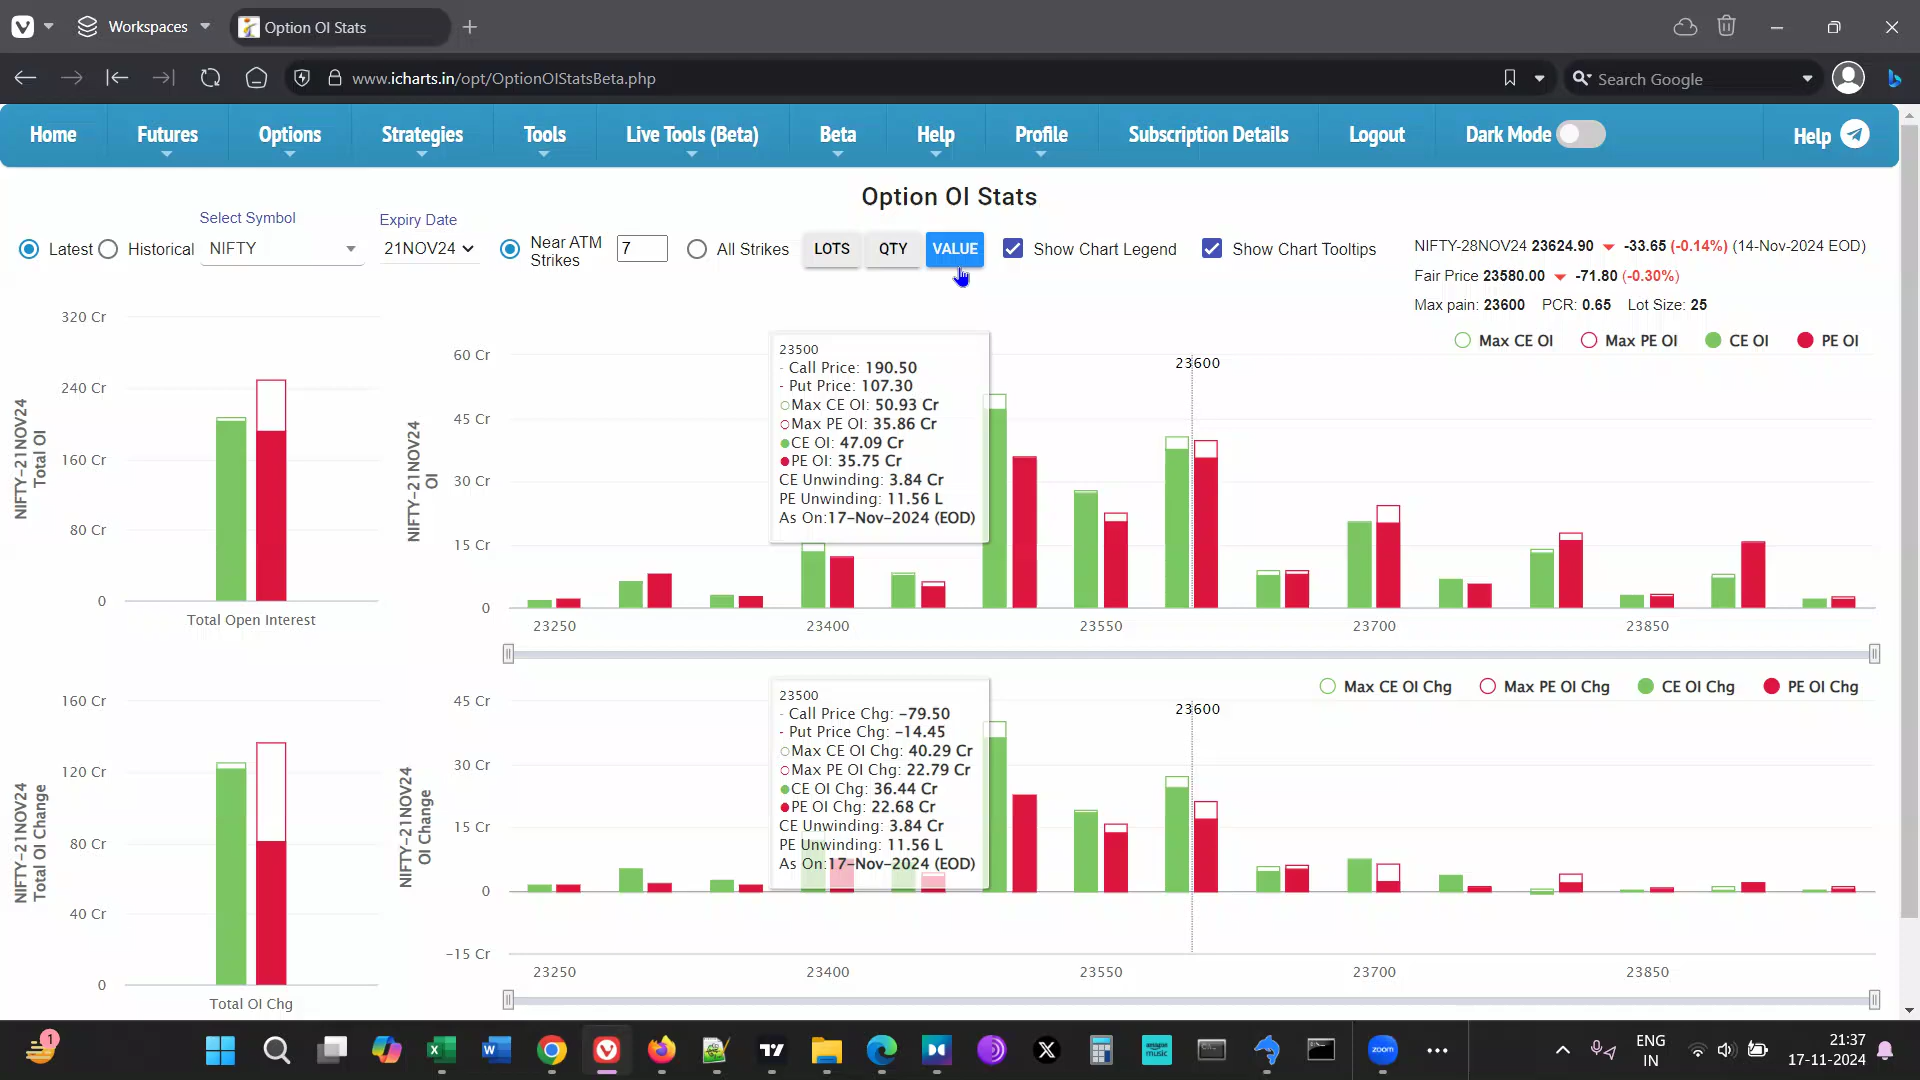 Workspaces
Option OI Stats
www.icharts.in/opt/OptionOIStatsBeta.php
Search Google
Home
Futures
Options
Strategies
Tools
Live Tools (Beta)
Beta
Help
Profile
Subscription Details
Logout
Dark Mode
Help
Option OI Stats
Latest
Historical
Select Symbol
NIFTY
Expiry Date
21NOV24
Near ATM
Strikes
7
All Strikes
LOTS
QTY
VALUE
Show Chart Legend
Show Chart Tooltips
NIFTY-28NOV24 23624.90 ▼ -33.65 (-0.14%) (14-Nov-2024 EOD)
Fair Price 23580.00 ▼ -71.80 (-0.30%)
Max pain: 23600 PCR: 0.65 Lot Size: 25
Max CE OI
Max PE OI
CE OI
PE OI
NIFTY-21NOV24
Total OI
320 Cr
240 Cr
160 Cr
80 Cr
0
Total Open Interest
NIFTY-21NOV24
OI
60 Cr
45 Cr
30 Cr
15 Cr
0
23600
23500
- Call Price: 190.50
- Put Price: 107.30
Max CE OI: 50.93 Cr
Max PE OI: 35.86 Cr
CE OI: 47.09 Cr
PE OI: 35.75 Cr
CE Unwinding: 3.84 Cr
PE Unwinding: 11.56 L
As On:17-Nov-2024 (EOD)
23250
23400
23550
23700
23850
NIFTY-21NOV24
Total OI Change
160 Cr
120 Cr
80 Cr
40 Cr
0
Total OI Chg
Max CE OI Chg
Max PE OI Chg
CE OI Chg
PE OI Chg
NIFTY-21NOV24
OI Change
45 Cr
30 Cr
15 Cr
0
-15 Cr
23600
23500
- Call Price Chg: -79.50
- Put Price Chg: -14.45
Max CE OI Chg: 40.29 Cr
Max PE OI Chg: 22.79 Cr
CE OI Chg: 36.44 Cr
PE OI Chg: 22.68 Cr
CE Unwinding: 3.84 Cr
PE Unwinding: 11.56 L
As On:17-Nov-2024 (EOD)
23250
23400
23550
23700
23850
1
zoom
ENG
IN
21:37
17-11-2024